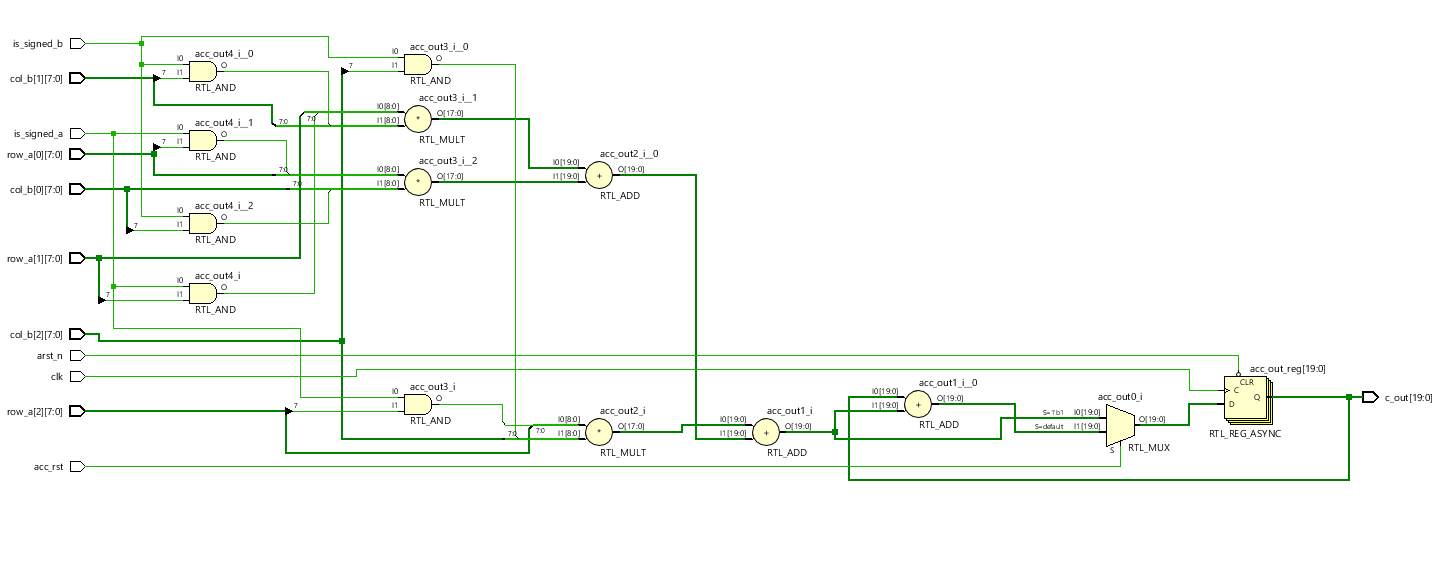 is_signed_b
col_b[1][7:0]
is_signed_a
row_a[0][7:0]
col_b[0][7:0]
row_a[1][7:0]
col_b[2][7:0]
arst_n
clk
row_a[2][7:0]
acc_rst
acc_out4_i__0
I0
I1
7
O
RTL_AND
acc_out4_i__1
I0
I1
7
O
RTL_AND
acc_out4_i__2
I0
I1
7
O
RTL_AND
acc_out4_i
I0
I1
7
O
RTL_AND
acc_out3_i__0
I0
I1
7
O
RTL_AND
acc_out3_i__1
I0[8:0]
7:0
I1[8:0]
*
O[17:0]
RTL_MULT
acc_out3_i__2
7:0
I0[8:0]
7:0
I1[8:0]
*
O[17:0]
RTL_MULT
acc_out2_i__0
I0[19:0]
I1[19:0]
+
O[19:0]
RTL_ADD
acc_out3_i
I0
I1
7
O
RTL_AND
acc_out2_i
I0[8:0]
7:0
7:0
I1[8:0]
*
O[17:0]
RTL_MULT
acc_out1_i
I0[19:0]
I1[19:0]
+
O[19:0]
RTL_ADD
acc_out1_i__0
I0[19:0]
I1[19:0]
+
O[19:0]
RTL_ADD
acc_out0_i
S=1'b1
I0[19:0]
S=default
I1[19:0]
O[19:0]
S
RTL_MUX
acc_out_reg[19:0]
CLR
C
D
Q
RTL_REG_ASYNC
c_out[19:0]